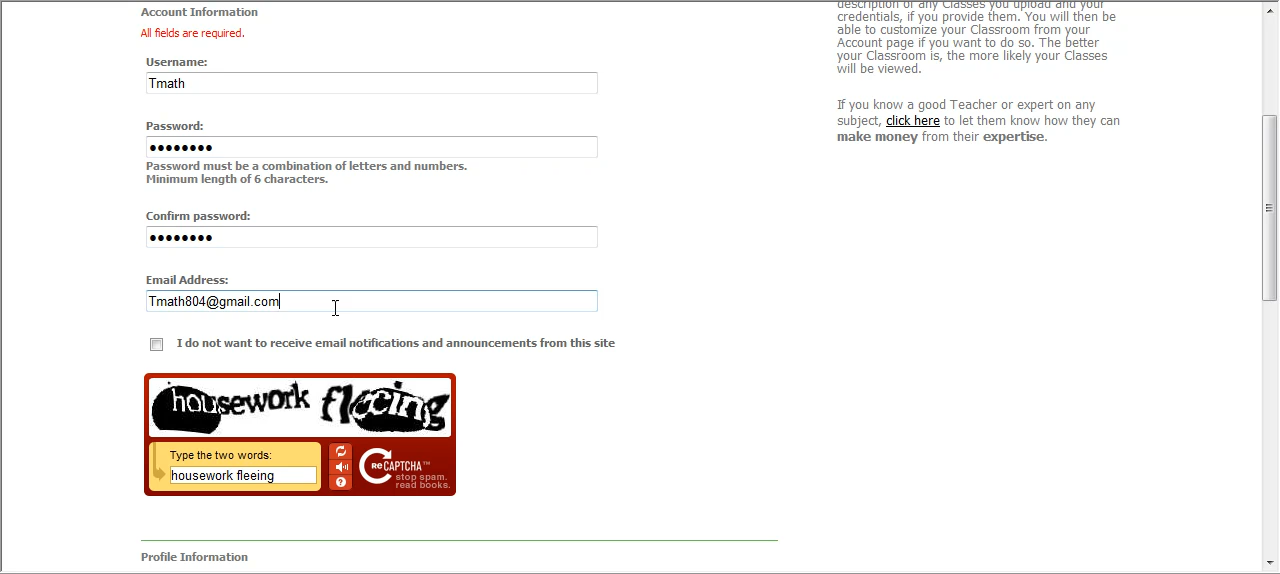 Account Information
All fields are required.
Username:
Tmath
Password:
●●●●●●●●
Password must be a combination of letters and numbers.
Minimum length of 6 characters.
Confirm password:
●●●●●●●●
Email Address:
Tmath804@gmail.com
I do not want to receive email notifications and announcements from this site
housework fleeing
Type the two words:
housework fleeing
reCAPTCHA™
stop spam.
read books.
Profile Information
description of any Classes you upload and your
credentials, if you provide them. You will then be
able to customize your Classroom from your
Account page if you want to do so. The better
your Classroom is, the more likely your Classes
will be viewed.
If you know a good Teacher or expert on any
subject, click here to let them know how they can
make money from their expertise.